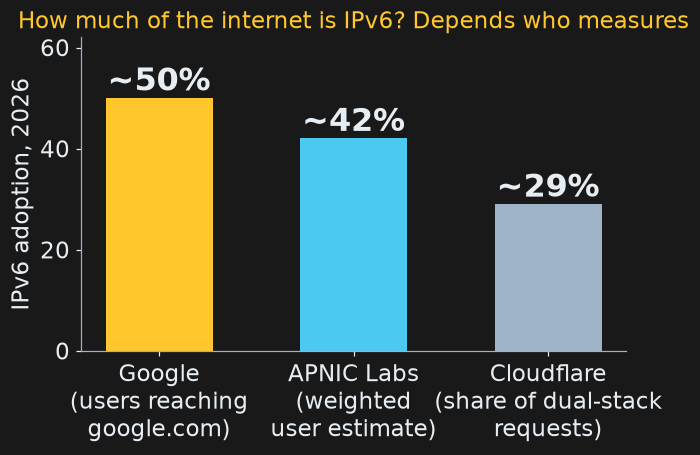 How much of the internet is IPv6? Depends who measures
IPv6 adoption, 2026
60
40
20
0
~50%
~42%
~29%
Google
(users reaching
google.com)
APNIC Labs
(weighted
user estimate)
Cloudflare
(share of dual-stack
requests)